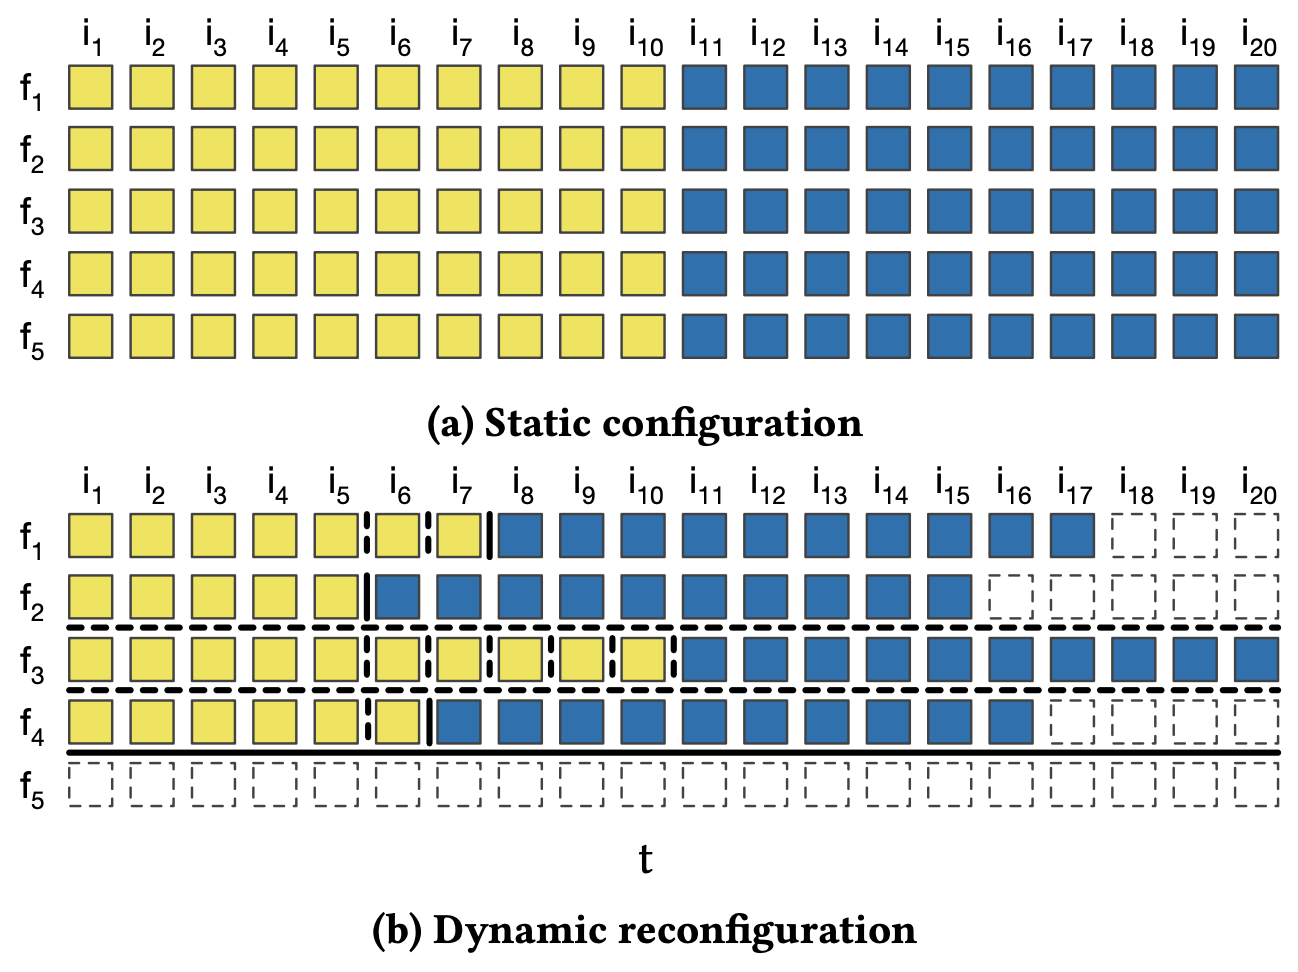 i1 i2 i3 i4 i5 i6 i7 i8 i9 i10 i11 i12 i13 i14 i15 i16 i17 i18 i19 i20
f1
f2
f3
f4
f5
(a) Static configuration
i1 i2 i3 i4 i5 i6 i7 i8 i9 i10 i11 i12 i13 i14 i15 i16 i17 i18 i19 i20
f1
f2
f3
f4
f5
t
(b) Dynamic reconfiguration